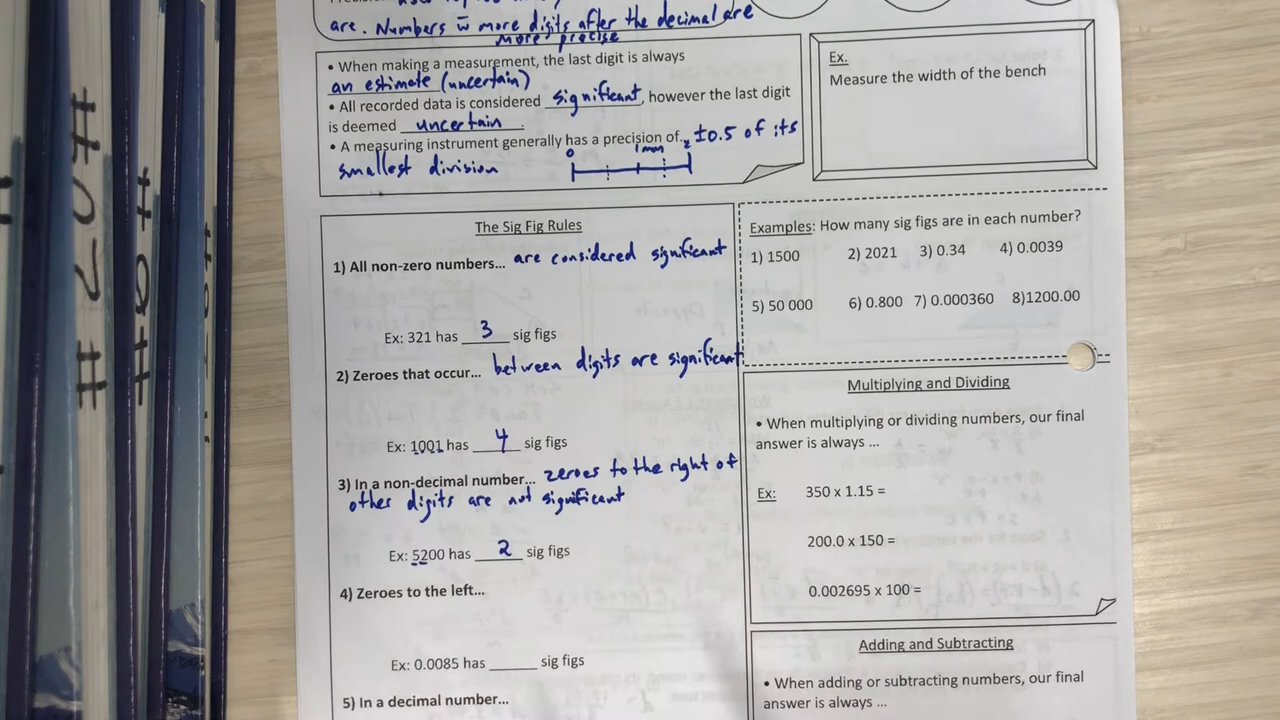 are. Numbers w̄ more digits after the decimal are
more precise
• When making a measurement, the last digit is always
an estimate (uncertain)
• All recorded data is considered significant, however the last digit
is deemed uncertain.
• A measuring instrument generally has a precision of... ±0.5 of its
smallest division
0 1mm 2
Ex.
Measure the width of the bench
The Sig Fig Rules
1) All non-zero numbers... are considered significant
Ex: 321 has 3 sig figs
2) Zeroes that occur... between digits are significant
Ex: 1001 has 4 sig figs
3) In a non-decimal number... zeroes to the right of
other digits are not significant
Ex: 5200 has 2 sig figs
4) Zeroes to the left...
Ex: 0.0085 has ______ sig figs
5) In a decimal number...
Examples: How many sig figs are in each number?
1) 1500 2) 2021 3) 0.34 4) 0.0039
5) 50 000 6) 0.800 7) 0.000360 8)1200.00
Multiplying and Dividing
• When multiplying or dividing numbers, our final
answer is always ...
Ex: 350 x 1.15 =
200.0 x 150 =
0.002695 x 100 =
Adding and Subtracting
• When adding or subtracting numbers, our final
answer is always ...